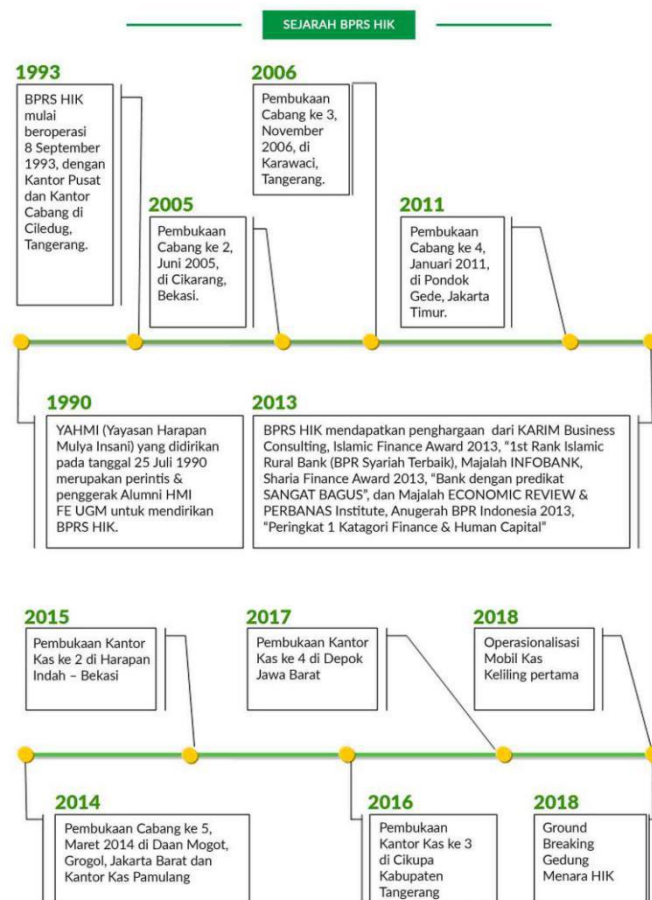 SEJARAH BPRS HIK
1993
BPRS HIK
mulai
beroperasi
8 September
1993, dengan
Kantor Pusat
dan Kantor
Cabang di
Ciledug,
Tangerang.
2005
Pembukaan
Cabang ke 2,
Juni 2005,
di Cikarang,
Bekasi.
2006
Pembukaan
Cabang ke 3,
November
2006, di
Karawaci,
Tangerang.
2011
Pembukaan
Cabang ke 4,
Januari 2011,
di Pondok
Gede, Jakarta
Timur.
1990
YAHMI (Yayasan Harapan
Mulya Insani) yang didirikan
pada tanggal 25 Juli 1990
merupakan perintis &
penggerak Alumni HMI
FE UGM untuk mendirikan
BPRS HIK.
2013
BPRS HIK mendapatkan penghargaan dari KARIM Business
Consulting, Islamic Finance Award 2013, “1st Rank Islamic
Rural Bank (BPR Syariah Terbaik), Majalah INFOBANK,
Sharia Finance Award 2013, “Bank dengan predikat
SANGAT BAGUS”, dan Majalah ECONOMIC REVIEW &
PERBANAS Institute, Anugerah BPR Indonesia 2013,
“Peringkat 1 Katagori Finance & Human Capital”
2015
Pembukaan Kantor
Kas ke 2 di Harapan
Indah – Bekasi
2017
Pembukaan Kantor
Kas ke 4 di Depok
Jawa Barat
2018
Operasionalisasi
Mobil Kas
Keliling pertama
2014
Pembukaan Cabang ke 5,
Maret 2014 di Daan Mogot,
Grogol, Jakarta Barat dan
Kantor Kas Pamulang
2016
Pembukaan
Kantor Kas ke 3
di Cikupa
Kabupaten
Tangerang
2018
Ground
Breaking
Gedung
Menara HIK